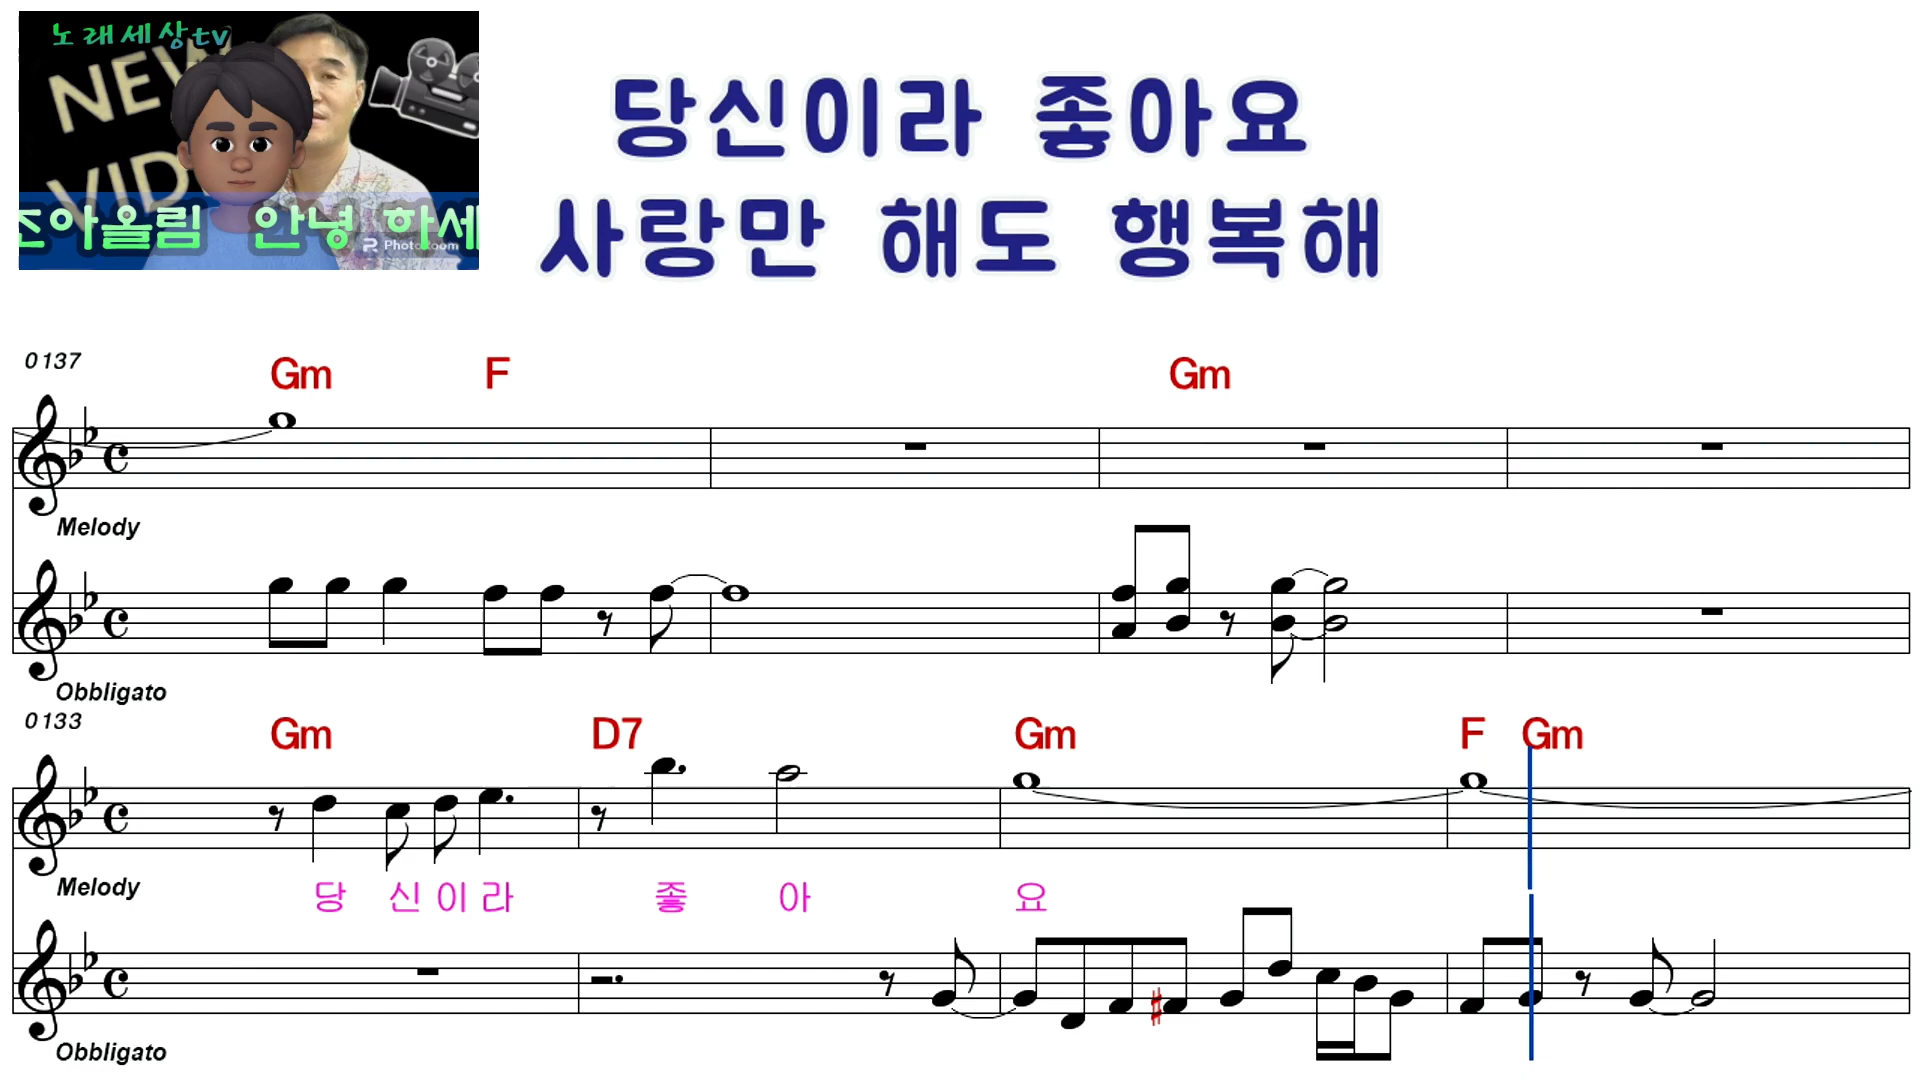 노래세상tv
NEW
VID
즈아올림 안녕 하세
PhotoRoom
당신이라 좋아요
사랑만 해도 행복해
0137
Gm F Gm
Melody
Obbligato
0133
Gm D7 Gm F Gm
Melody
당 신 이 라 좋 아 요
Obbligato